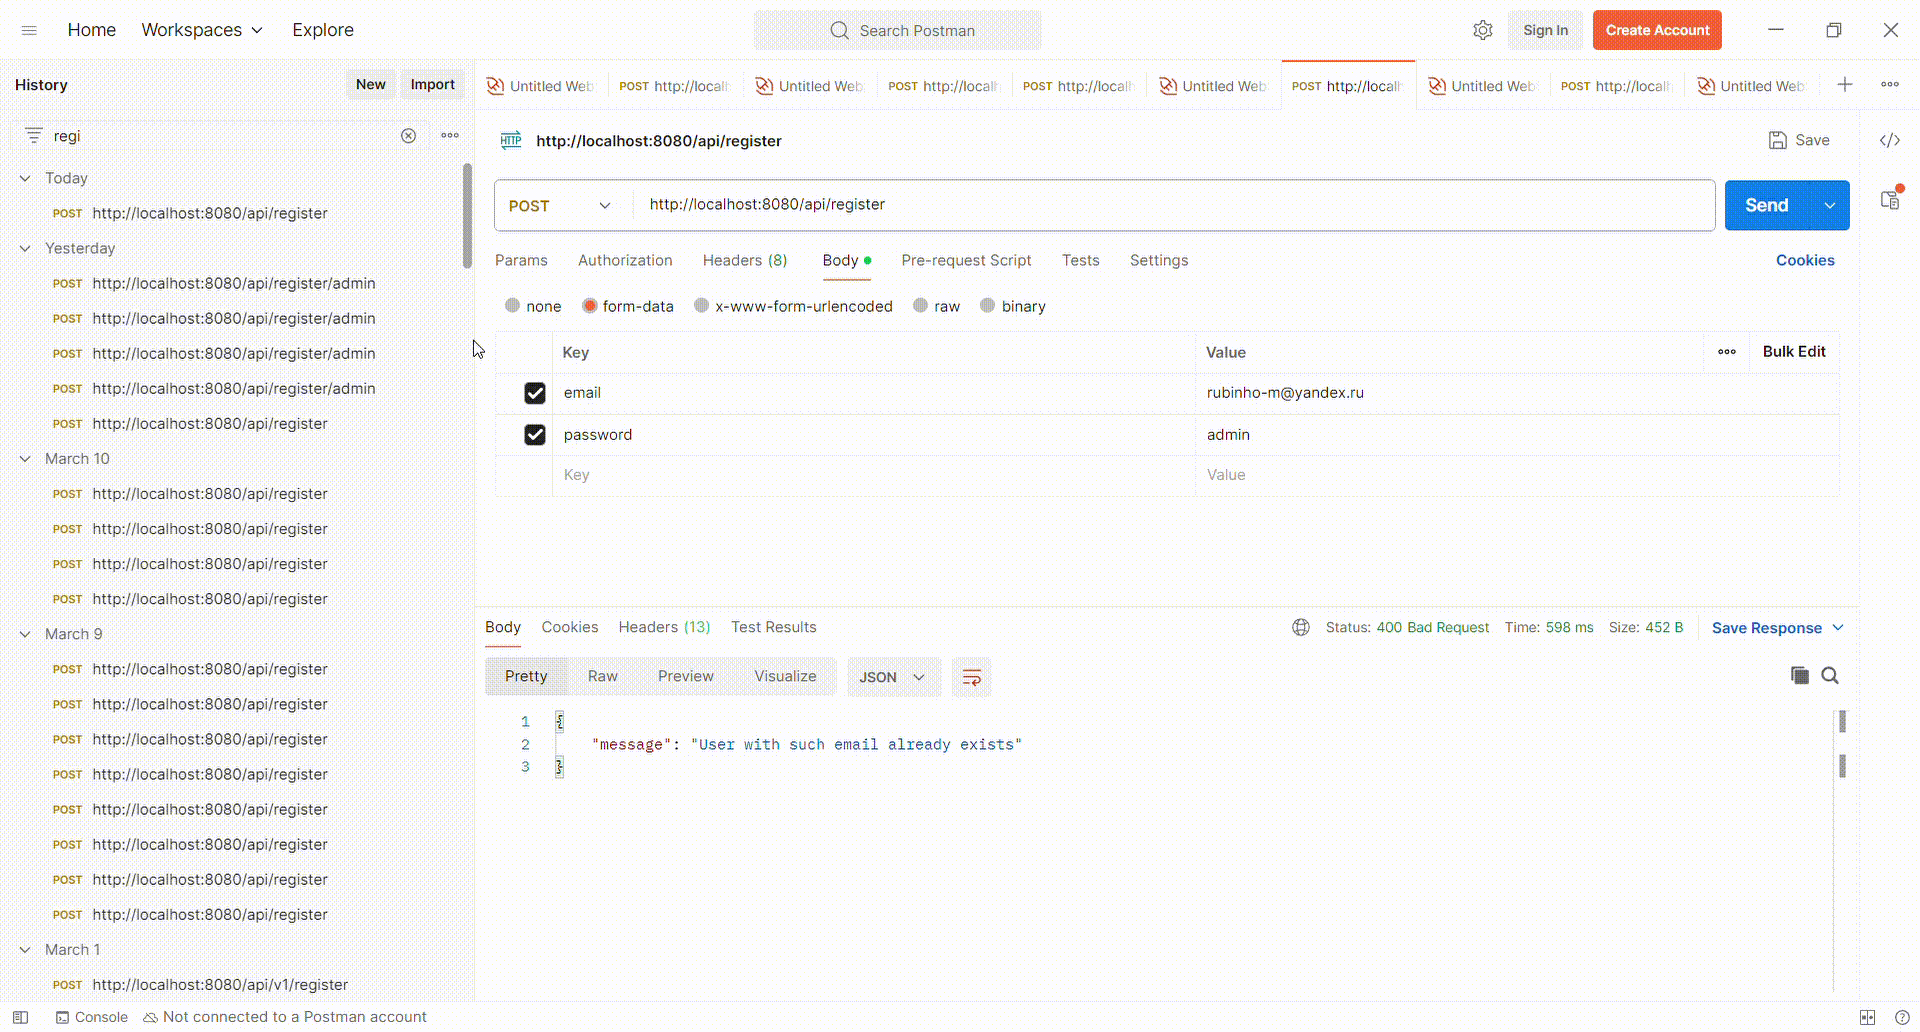 Home Workspaces Explore Search Postman Sign In Create Account
History New Import
Untitled Web POST http://localh Untitled Web POST http://localh POST http://localh Untitled Web POST http://localh Untitled Web POST http://localh Untitled Web
regi
HTTP http://localhost:8080/api/register Save
Today
POST http://localhost:8080/api/register
Yesterday
POST http://localhost:8080/api/register/admin
POST http://localhost:8080/api/register/admin
POST http://localhost:8080/api/register/admin
POST http://localhost:8080/api/register/admin
POST http://localhost:8080/api/register
March 10
POST http://localhost:8080/api/register
POST http://localhost:8080/api/register
POST http://localhost:8080/api/register
POST http://localhost:8080/api/register
March 9
POST http://localhost:8080/api/register
POST http://localhost:8080/api/register
POST http://localhost:8080/api/register
POST http://localhost:8080/api/register
POST http://localhost:8080/api/register
POST http://localhost:8080/api/register
POST http://localhost:8080/api/register
POST http://localhost:8080/api/register
March 1
POST http://localhost:8080/api/v1/register
POST http://localhost:8080/api/register Send
Params Authorization Headers (8) Body Pre-request Script Tests Settings Cookies
none form-data x-www-form-urlencoded raw binary
Key Value Bulk Edit
email rubinho-m@yandex.ru
password admin
Key Value
Body Cookies Headers (13) Test Results Status: 400 Bad Request Time: 598 ms Size: 452 B Save Response
Pretty Raw Preview Visualize JSON
1 {
2 "message": "User with such email already exists"
3 }
Console Not connected to a Postman account